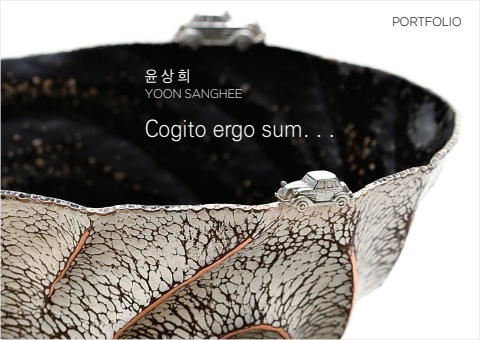 PORTFOLIO
윤상희
YOON SANGHEE
Cogito ergo sum. . .